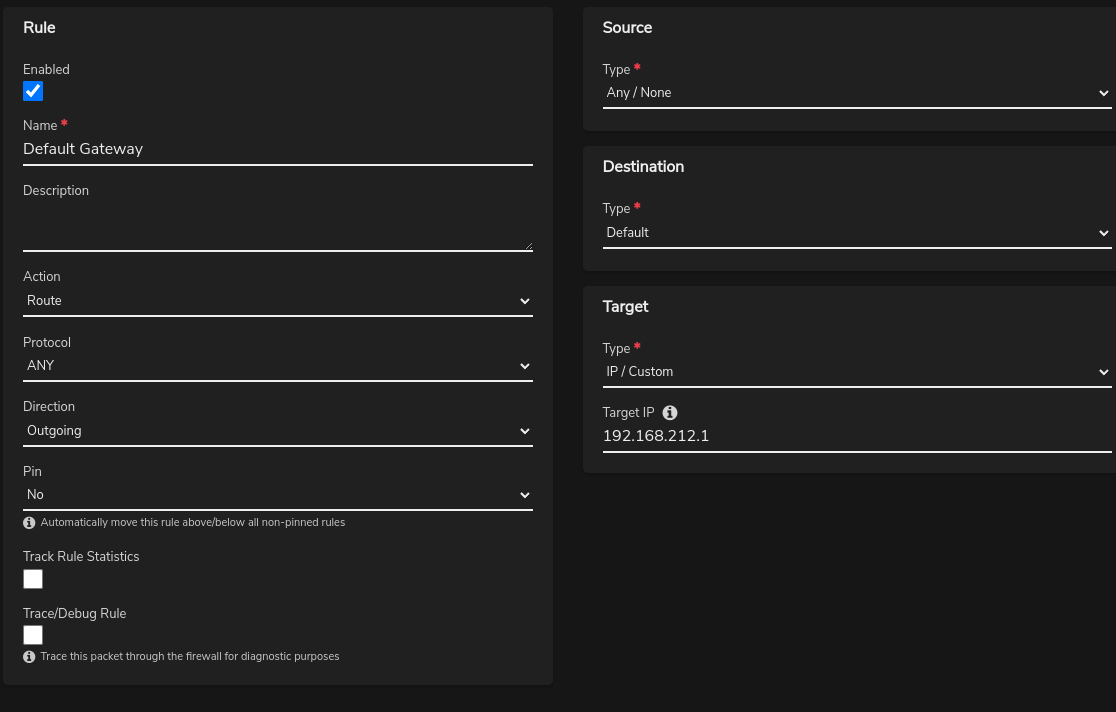 Rule
Enabled
Name *
Default Gateway
Description
Action
Route
Protocol
ANY
Direction
Outgoing
Pin
No
Automatically move this rule above/below all non-pinned rules
Track Rule Statistics
Trace/Debug Rule
Trace this packet through the firewall for diagnostic purposes
Source
Type *
Any / None
Destination
Type *
Default
Target
Type *
IP / Custom
Target IP
192.168.212.1